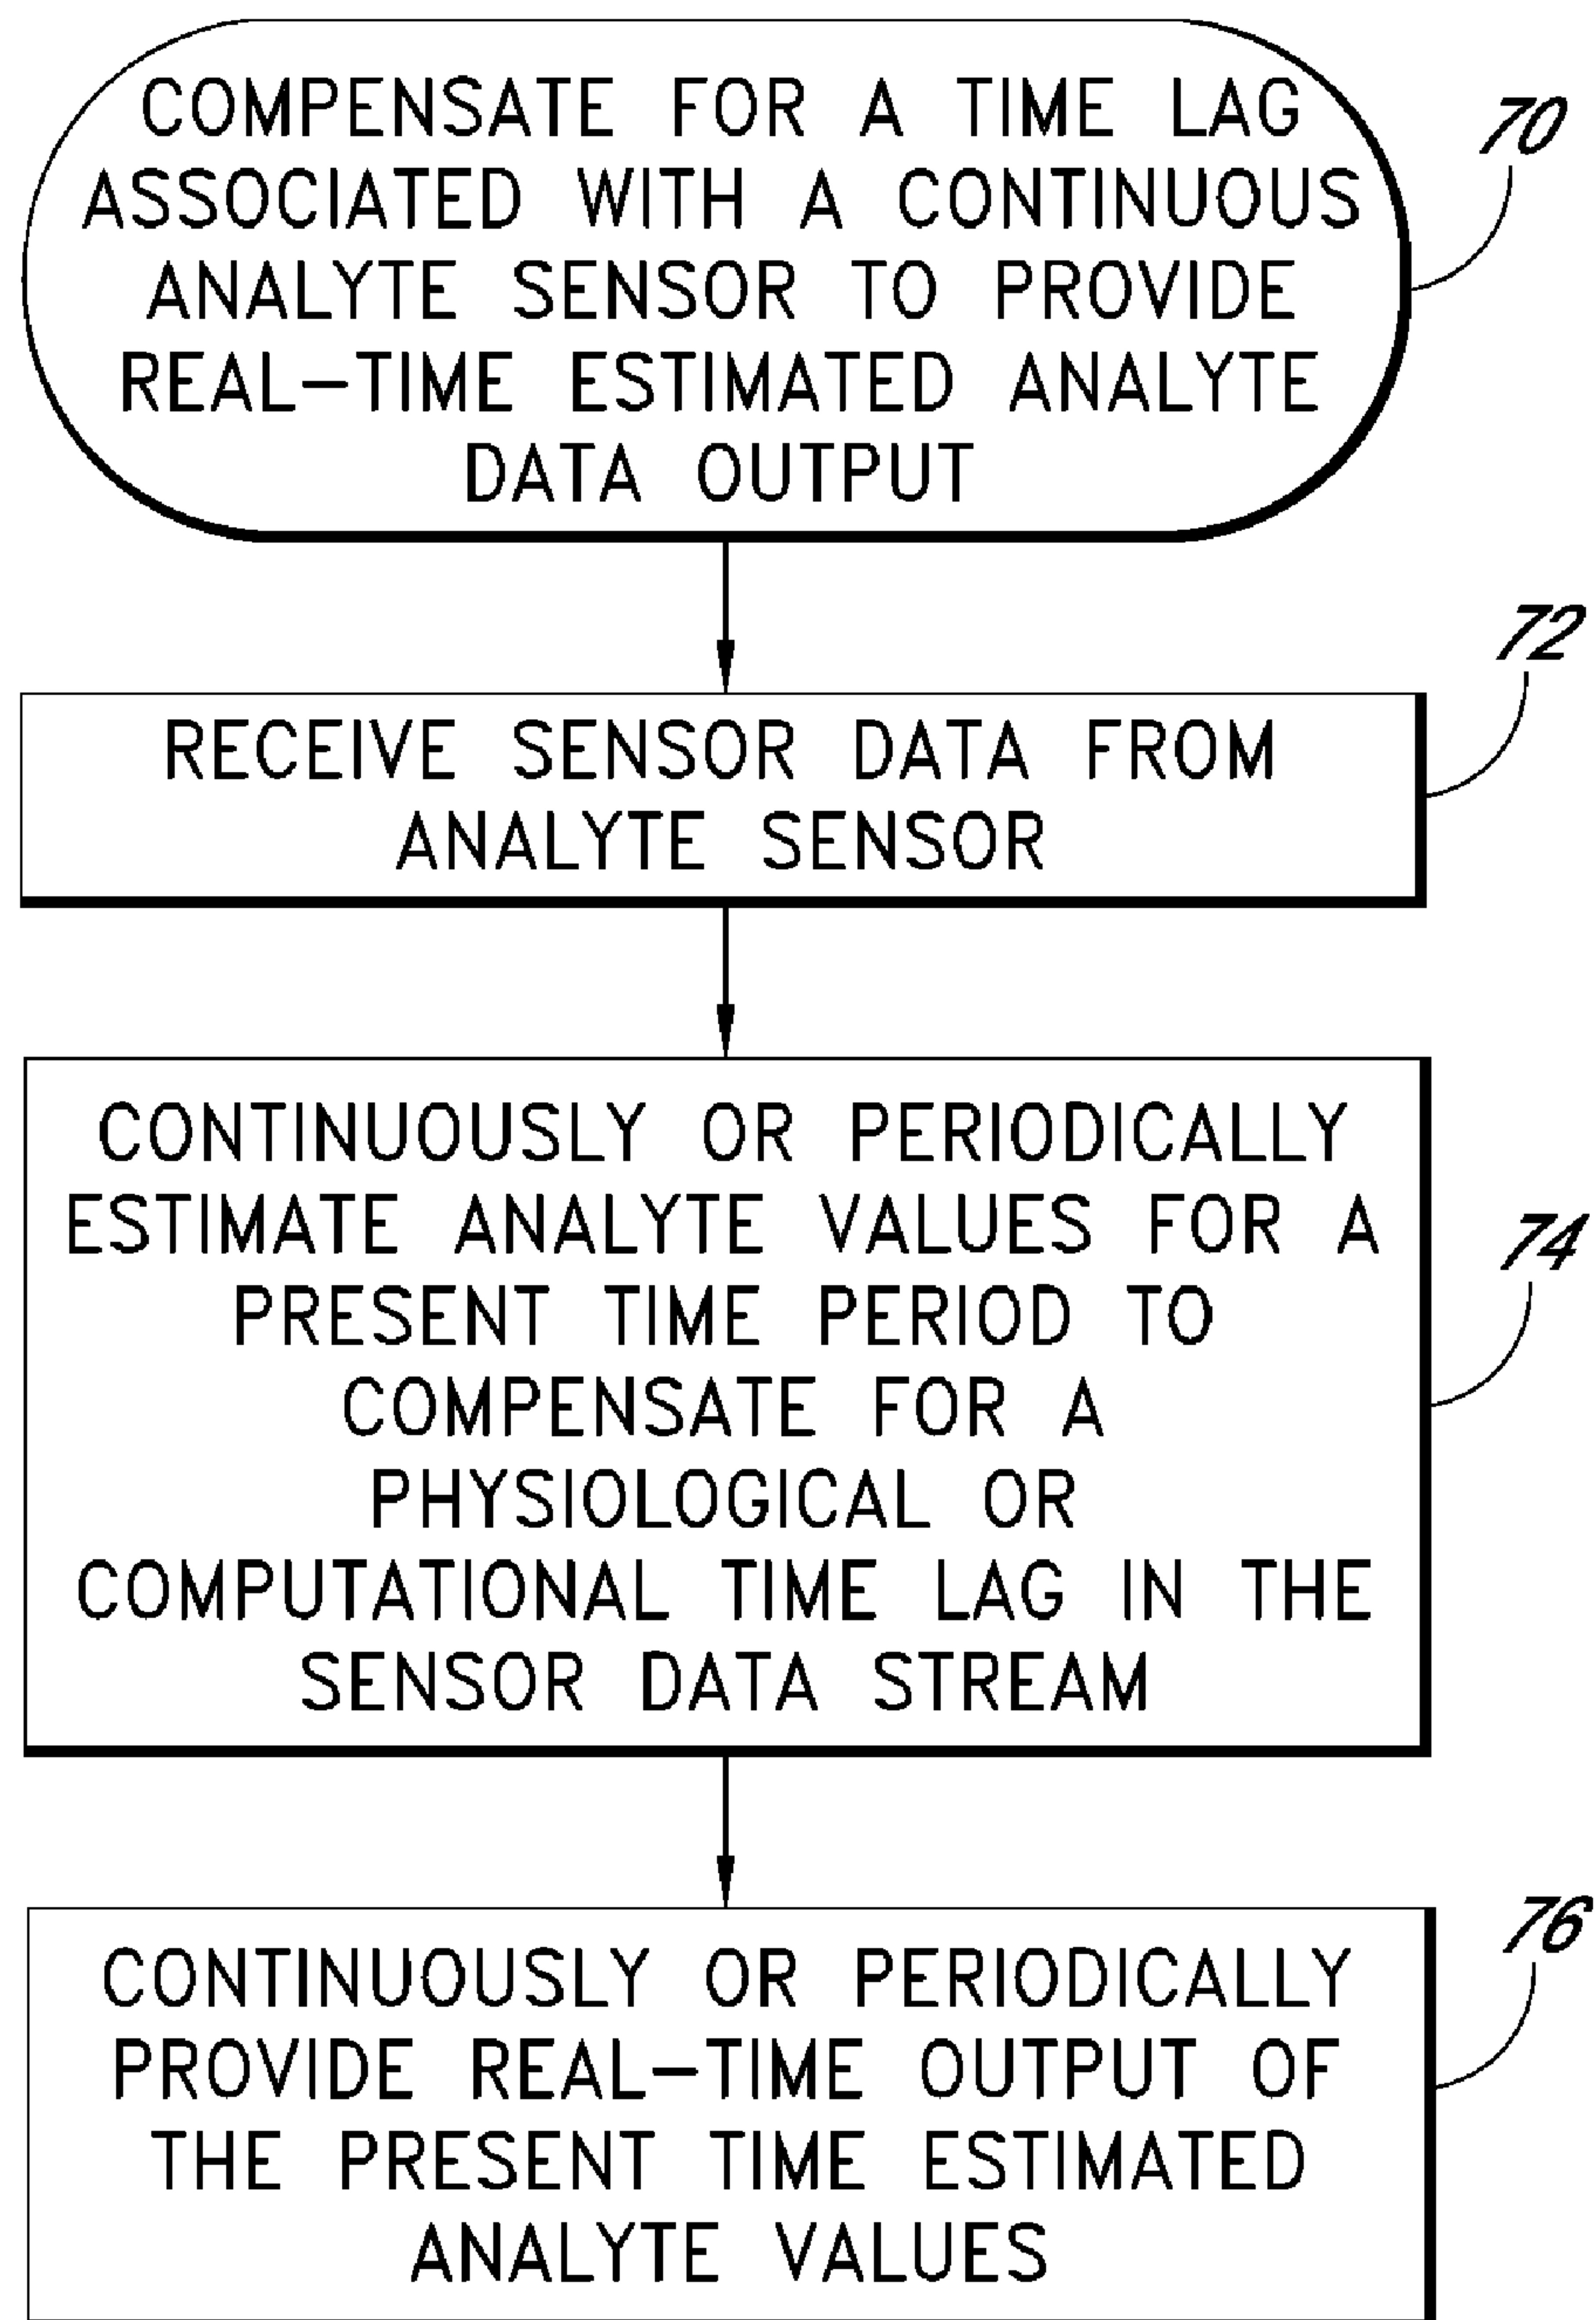 COMPENSATE FOR A TIME LAG
ASSOCIATED WITH A CONTINUOUS
ANALYTE SENSOR TO PROVIDE
REAL-TIME ESTIMATED ANALYTE
DATA OUTPUT
70
72
RECEIVE SENSOR DATA FROM
ANALYTE SENSOR
CONTINUOUSLY OR PERIODICALLY
ESTIMATE ANALYTE VALUES FOR A
PRESENT TIME PERIOD TO
COMPENSATE FOR A
PHYSIOLOGICAL OR
COMPUTATIONAL TIME LAG IN THE
SENSOR DATA STREAM
74
76
CONTINUOUSLY OR PERIODICALLY
PROVIDE REAL-TIME OUTPUT OF
THE PRESENT TIME ESTIMATED
ANALYTE VALUES